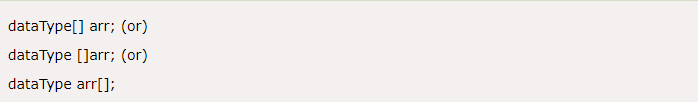 dataType[] arr; (or)
dataType []arr; (or)
dataType arr[];